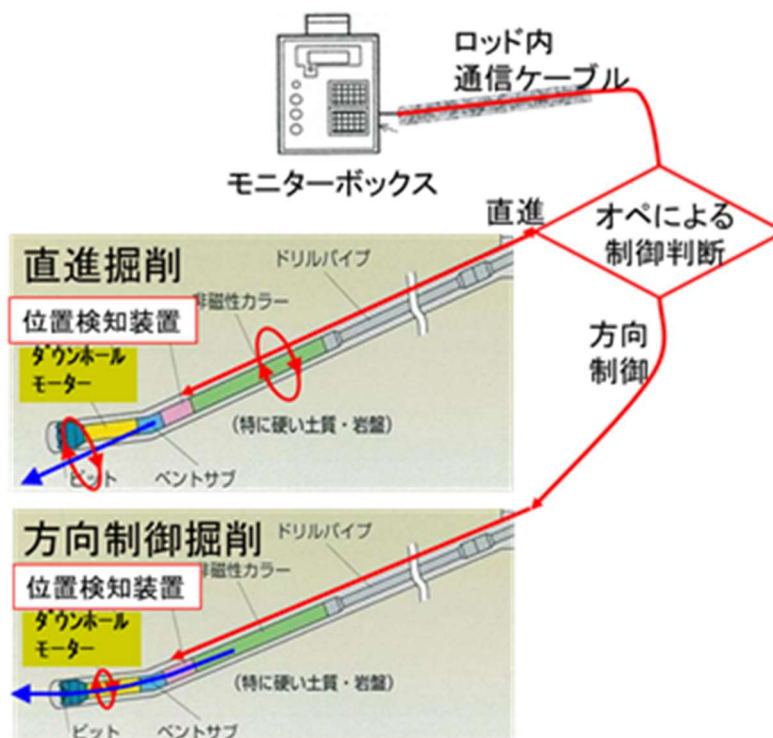 ロッド内
通信ケーブル
モニターボックス
直進
オペによる
制御判断
方向
制御
直進掘削
ドリルパイプ
非磁性カラー
位置検知装置
ダウンホール
モーター
(特に硬い土質・岩盤)
ビット
ベントサブ
方向制御掘削
ドリルパイプ
非磁性カラー
位置検知装置
ダウンホール
モーター
(特に硬い土質・岩盤)
ビット
ベントサブ